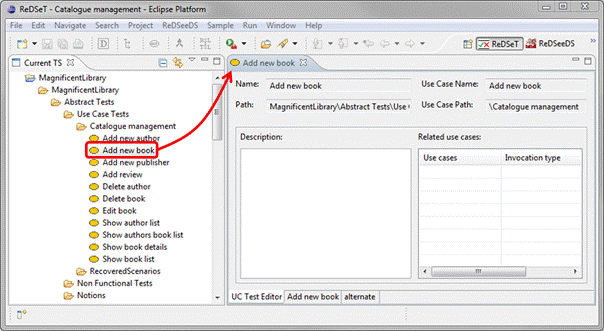 ReDSeT - Catalogue management - Eclipse Platform
File Edit Navigate Search Project ReDSeeDS Sample Run Window Help
ReDSeT ReDSeeDS
Current TS
MagnificentLibrary
MagnificentLibrary
Abstract Tests
Use Case Tests
Catalogue management
Add new author
Add new book
Add new publisher
Add review
Delete author
Delete book
Edit book
Show author list
Show authors book list
Show book details
Show book list
RecoveredScenarios
Non Functional Tests
Notions
Add new book
Name: Add new book Use Case Name: Add new book
Path: MagnificentLibrary\Abstract Tests\Use Use Case Path: \Catalogue management
Description: Related use cases:
Use cases Invocation type
UC Test Editor Add new book alternate